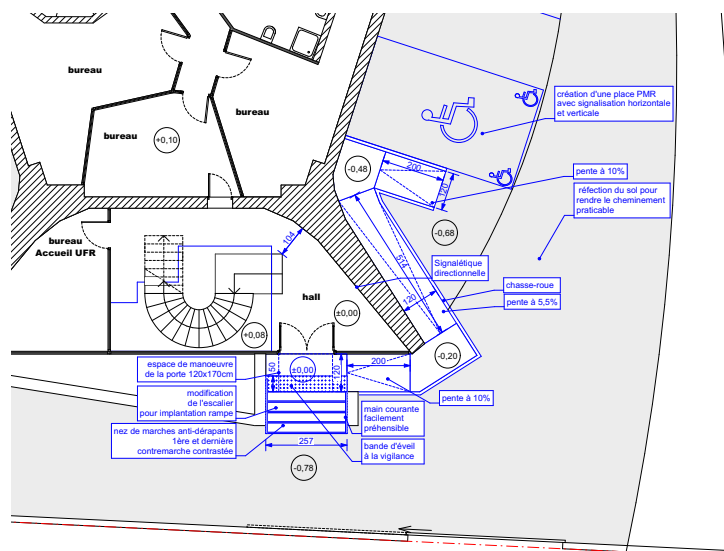 bureau
bureau
bureau
+0,10
création d'une place PMR
avec signalisation horizontale
et verticale
-0,48
200
120
pente à 10%
réfection du sol pour
rendre le cheminement
praticable
-0,68
bureau
Accueil UFR
104
514
Signalétique
directionnelle
chasse-roue
pente à 5,5%
120
hall
±0,00
+0,08
-0,20
espace de manoeuvre
de la porte 120x170cm
±0,00
150
120
200
pente à 10%
modification
de l'escalier
pour implantation rampe
main courante
facilement
préhensible
nez de marches anti-dérapants
1ère et dernière
contremarche contrastée
257
bande d'éveil
à la vigilance
-0,78